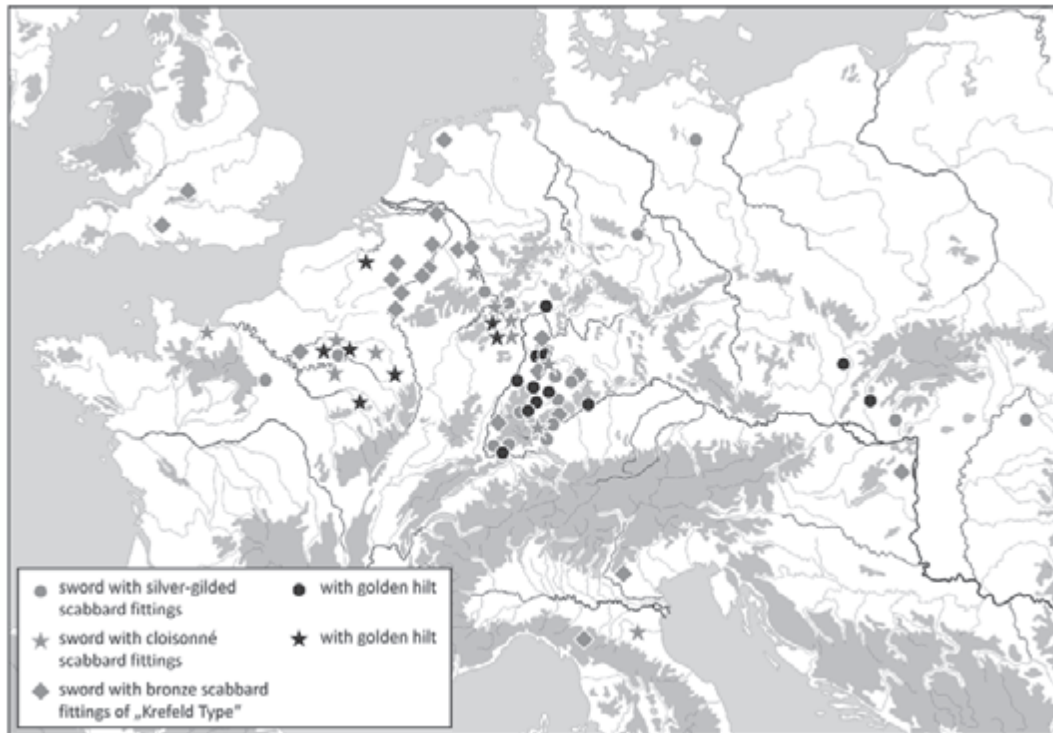 sword with silver-gilded
scabbard fittings
with golden hilt
sword with cloisonné
scabbard fittings
with golden hilt
sword with bronze scabbard
fittings of „Krefeld Type"